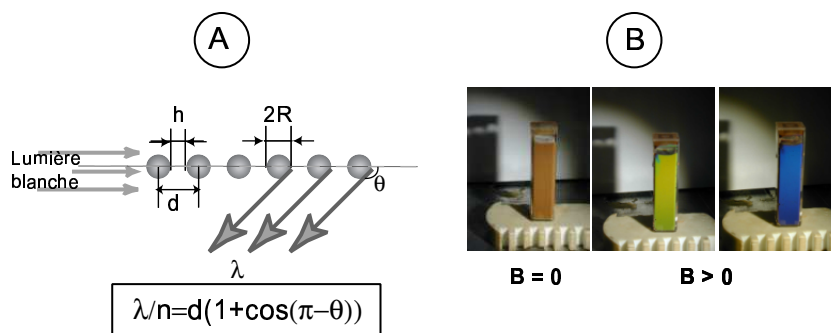 A
B
h
2R
Lumière
blanche
d
θ
λ
λ/n=d(1+cos(π−θ))
B = 0
B > 0